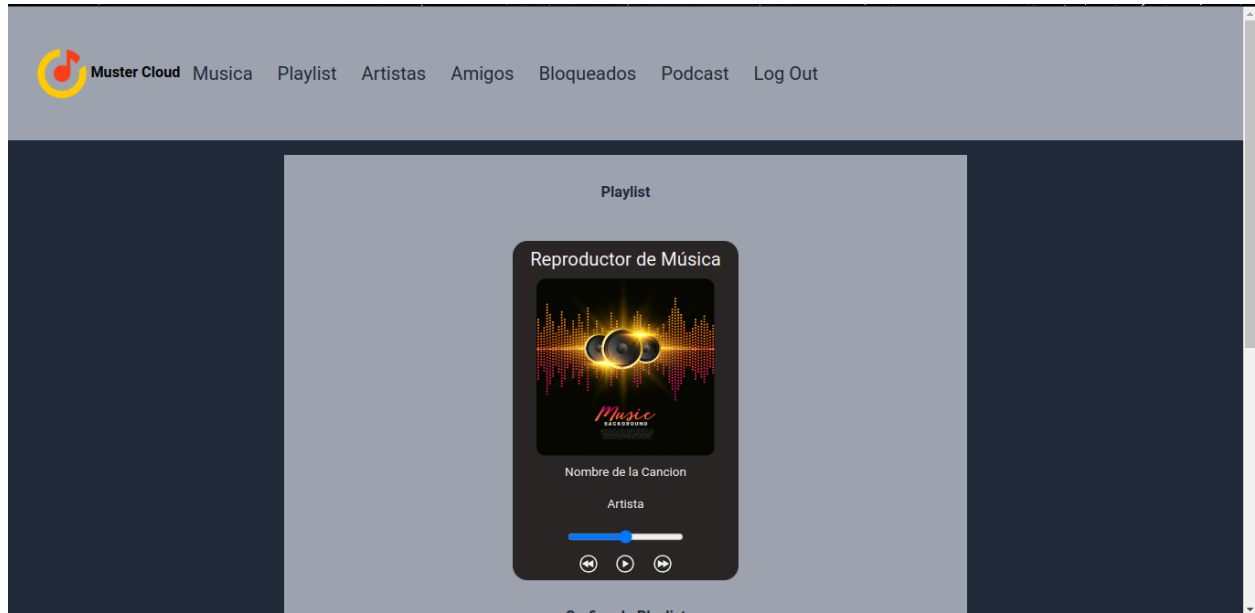 Muster Cloud Musica Playlist Artistas Amigos Bloqueados Podcast Log Out
Playlist
Reproductor de Música
Music
BACKGROUND
Nombre de la Cancion
Artista